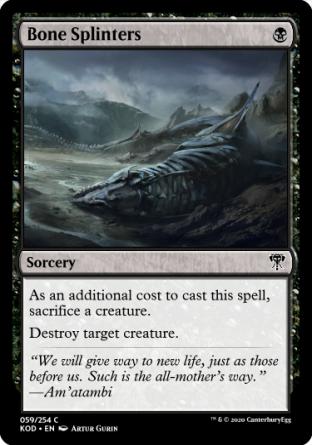 Bone Splinters
Sorcery
As an additional cost to cast this spell,
sacrifice a creature.
Destroy target creature.
“We will give way to new life, just as those
before us. Such is the all-mother’s way.”
—Am’atambi
059/254 C
KOD • EN Artur Gurin
™ & © 2020 CanterburyEgg